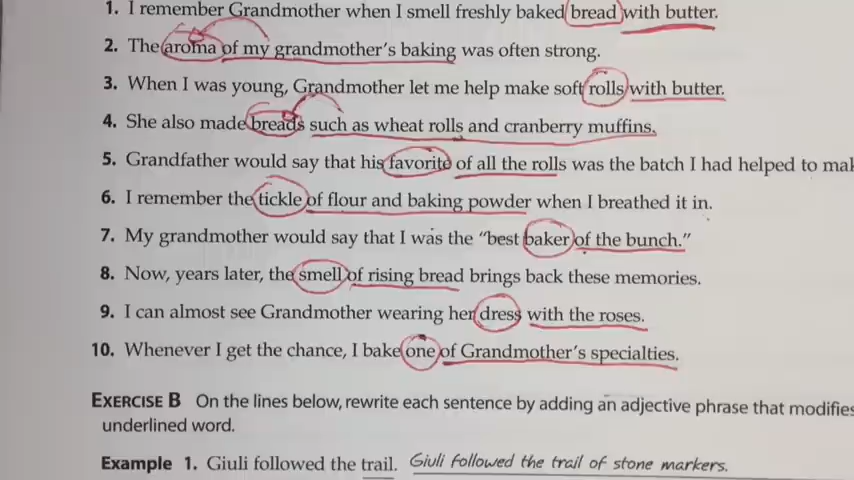 1. I remember Grandmother when I smell freshly baked bread with butter.
2. The aroma of my grandmother's baking was often strong.
3. When I was young, Grandmother let me help make soft rolls with butter.
4. She also made breads such as wheat rolls and cranberry muffins.
5. Grandfather would say that his favorite of all the rolls was the batch I had helped to
6. I remember the tickle of flour and baking powder when I breathed it in.
7. My grandmother would say that I was the "best baker of the bunch."
8. Now, years later, the smell of rising bread brings back these memories.
9. I can almost see Grandmother wearing her dress with the roses.
10. Whenever I get the chance, I bake one of Grandmother's specialties.
EXERCISE B On the lines below, rewrite each sentence by adding an adjective phrase that modifies
underlined word.
Example 1. Giuli followed the trail. Giuli followed the trail of stone markers.